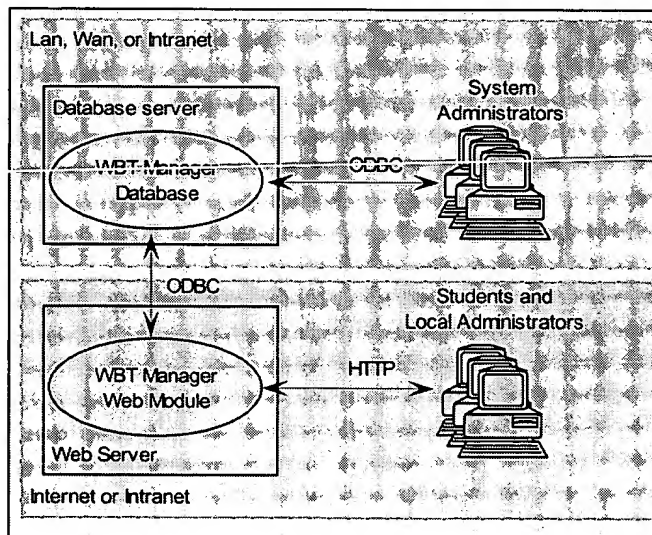 Lan, Wan, or Intranet
Database server
WBT Manager
Database
ODBC
System
Administrators
ODBC
Students and
Local Administrators
WBT Manager
Web Module
HTTP
Web Server
Internet or Intranet